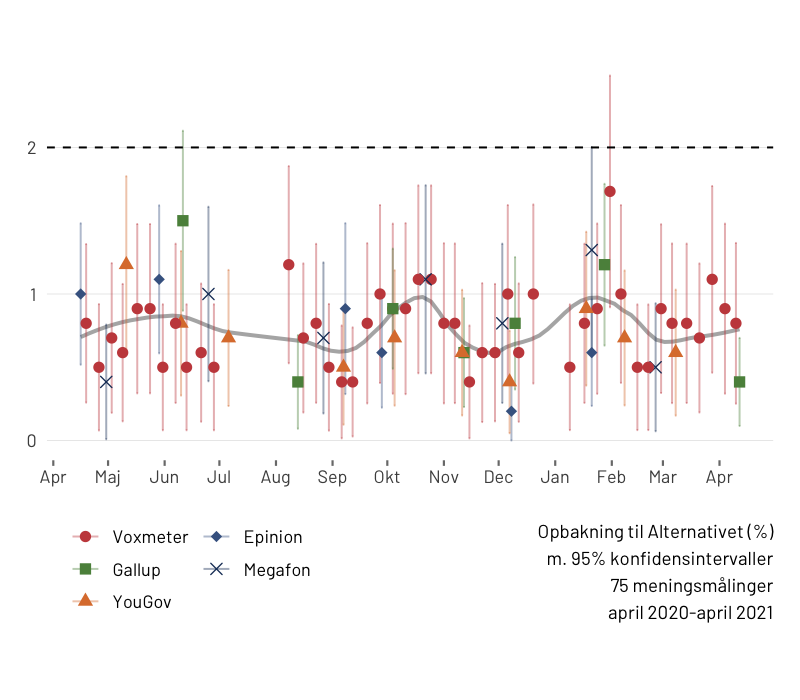 2
1
0
Apr Maj Jun Jul Aug Sep Okt Nov Dec Jan Feb Mar Apr
Voxmeter Epinion
Gallup Megafon
YouGov
Opbakning til Alternativet (%)
m. 95% konfidensintervaller
75 meningsmålinger
april 2020-april 2021